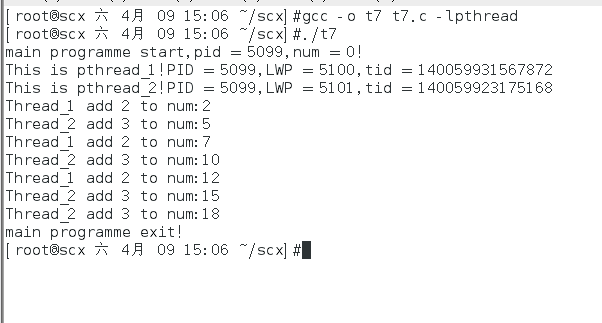 [root@scx 六 4月 09 15:06 ~/scx]#gcc -o t7 t7.c -lpthread
[root@scx 六 4月 09 15:06 ~/scx]#./t7
main programme start,pid = 5099,num = 0!
This is pthread_1!PID = 5099,LWP = 5100,tid = 140059931567872
This is pthread_2!PID = 5099,LWP = 5101,tid = 140059923175168
Thread_1 add 2 to num:2
Thread_2 add 3 to num:5
Thread_1 add 2 to num:7
Thread_2 add 3 to num:10
Thread_1 add 2 to num:12
Thread_2 add 3 to num:15
Thread_2 add 3 to num:18
main programme exit!
[root@scx 六 4月 09 15:06 ~/scx]#